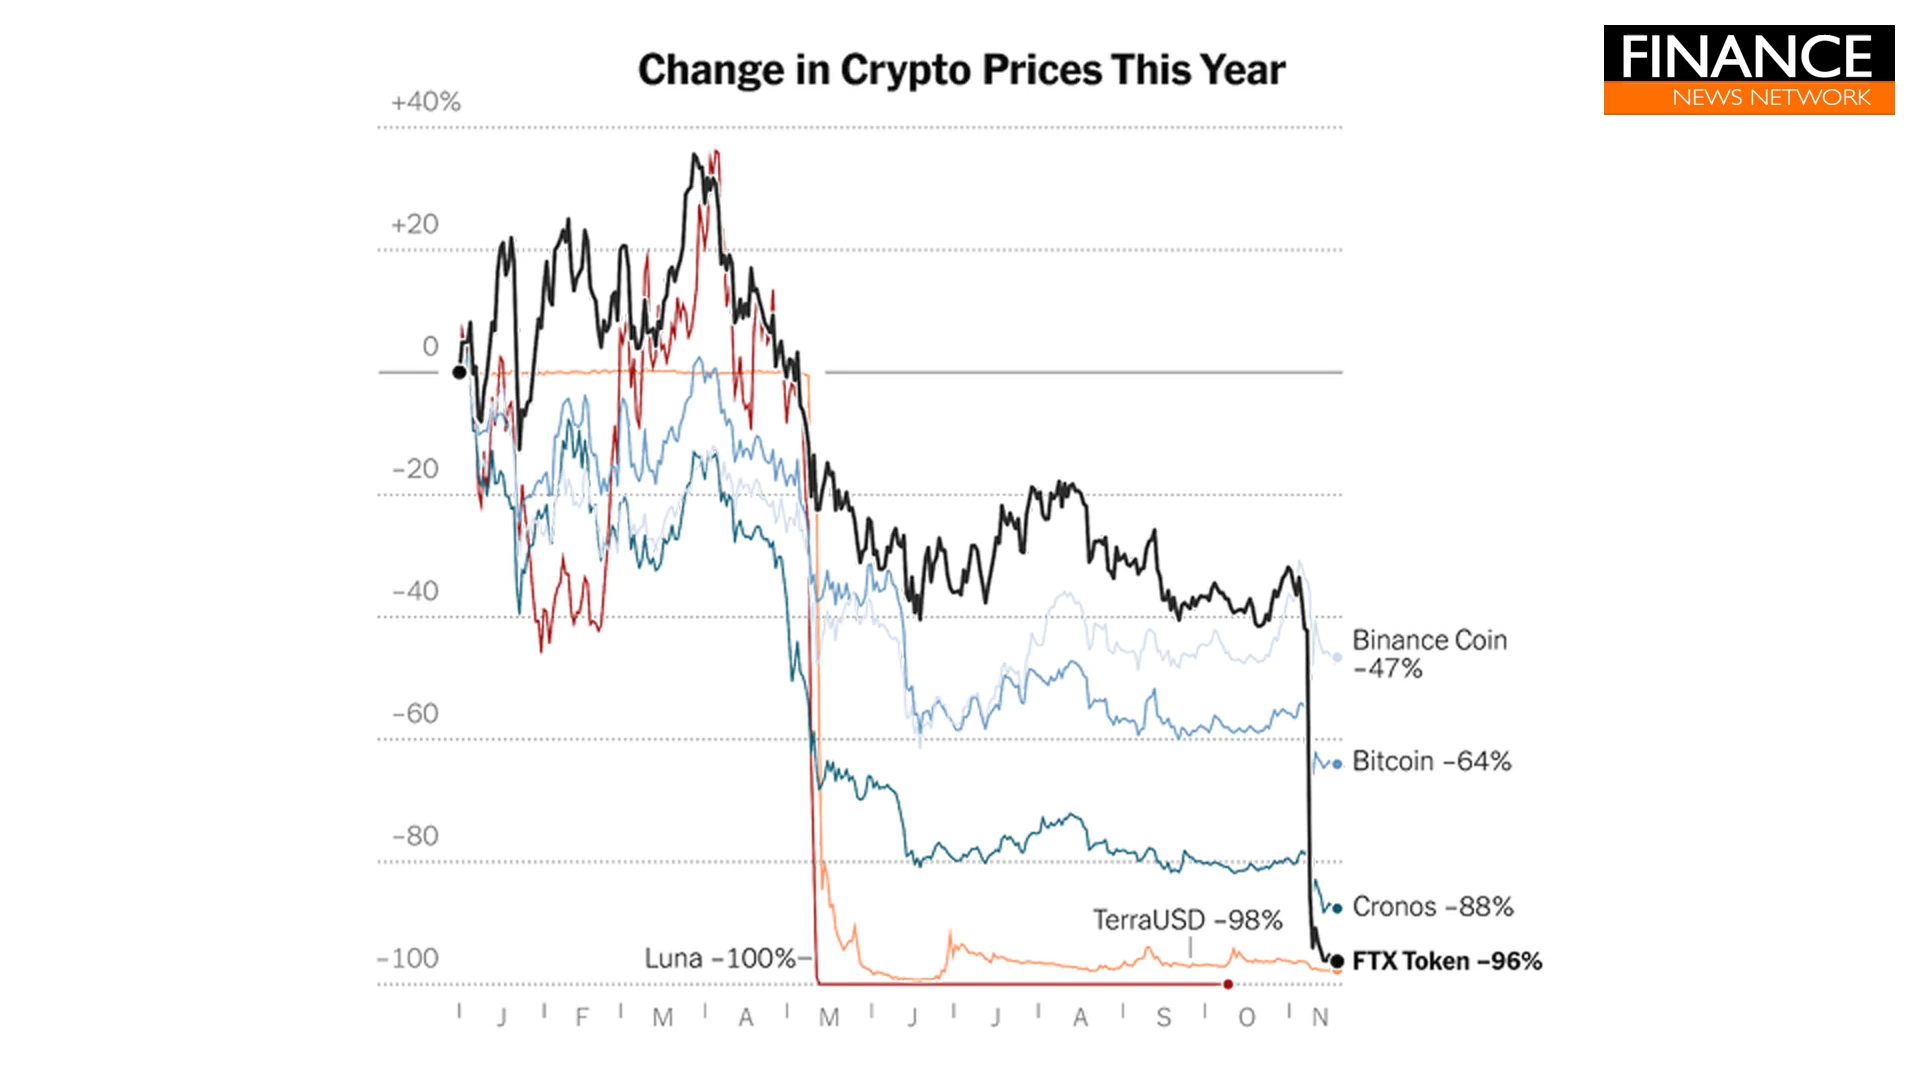 FINANCE
NEWS NETWORK
Change in Crypto Prices This Year
+40%
+20
0
–20
–40
–60
–80
–100
Binance Coin
–47%
Bitcoin –64%
Cronos –88%
TerraUSD –98%
Luna –100%
FTX Token –96%
J F M A M J J A S O N